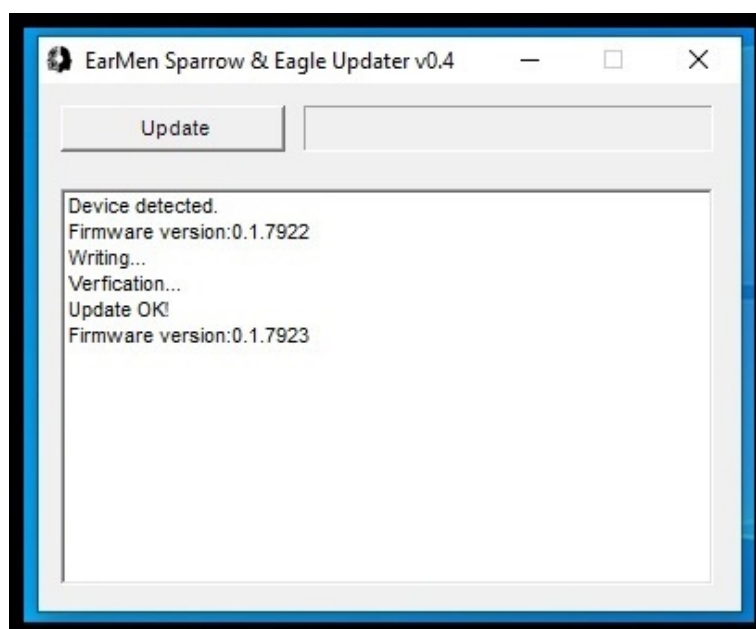 EarMen Sparrow & Eagle Updater v0.4
Update
Device detected.
Firmware version:0.1.7922
Writing...
Verfication...
Update OK!
Firmware version:0.1.7923